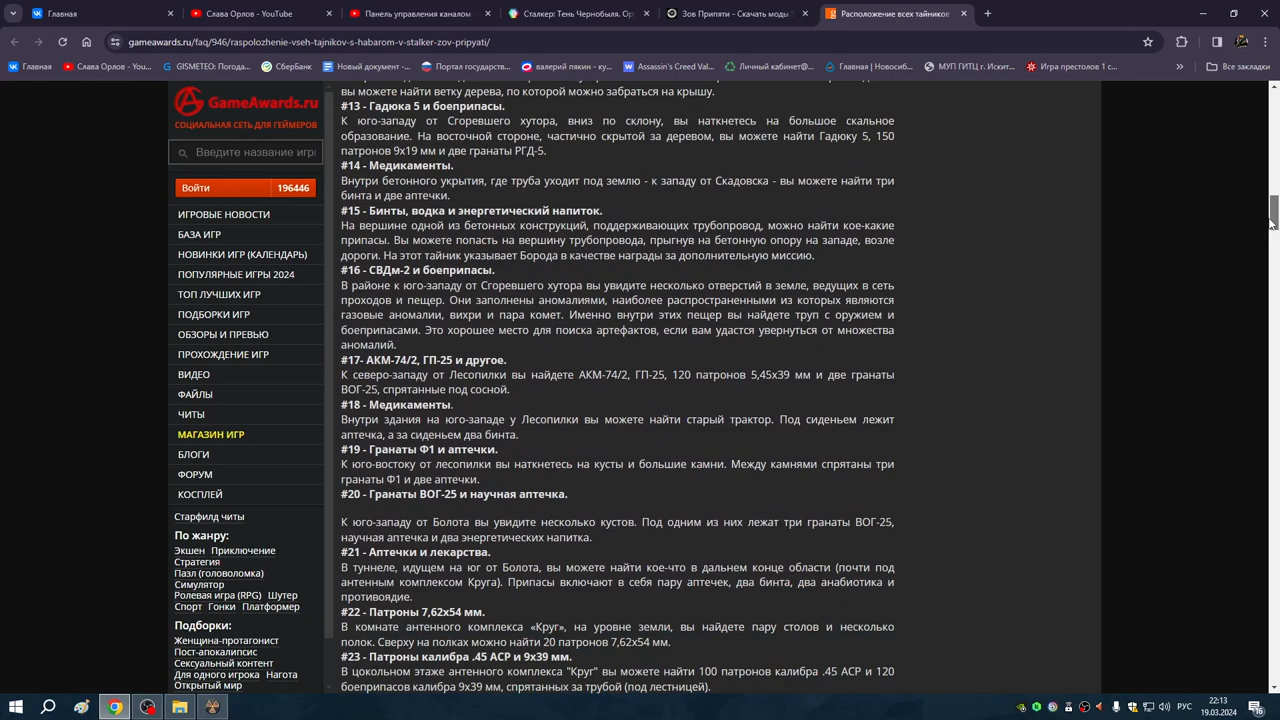 Главная
Слава Орлов - YouTube
Панель управления каналом
Сталкер: Тень Чернобыля. Ор
Зов Припяти - Скачать моды
Расположение всех тайников
gameawards.ru/faq/946/raspolozhenie-vseh-tajnikov-s-habarom-v-stalker-zov-pripyati/
Главная
Слава Орлов - You...
GISMETEO: Погода...
СберБанк
Новый документ -...
Портал государст...
валерий пякин - ку...
Assassin's Creed Val...
Личный кабинет@...
Главная | Новосиб...
МУП ГИТЦ г. Искит...
Игра престолов 1 с...
»
Все закладки
GameAwards.ru
СОЦИАЛЬНАЯ СЕТЬ ДЛЯ ГЕЙМЕРОВ
Введите название игр
Войти 196446
ИГРОВЫЕ НОВОСТИ
БАЗА ИГР
НОВИНКИ ИГР (КАЛЕНДАРЬ)
ПОПУЛЯРНЫЕ ИГРЫ 2024
ТОП ЛУЧШИХ ИГР
ПОДБОРКИ ИГР
ОБЗОРЫ И ПРЕВЬЮ
ПРОХОЖДЕНИЕ ИГР
ВИДЕО
ФАЙЛЫ
ЧИТЫ
МАГАЗИН ИГР
БЛОГИ
ФОРУМ
КОСПЛЕЙ
Старфилд читы
По жанру:
Экшен Приключение
Стратегия
Пазл (головоломка)
Симулятор
Ролевая игра (RPG) Шутер
Спорт Гонки Платформер
Подборки:
Женщина-протагонист
Пост-апокалипсис
Сексуальный контент
Для одного игрока Нагота
Открытый мир
вы можете найти ветку дерева, по которой можно забраться на крышу.
#13 - Гадюка 5 и боеприпасы.
К юго-западу от Сгоревшего хутора, вниз по склону, вы наткнетесь на большое скальное
образование. На восточной стороне, частично скрытой за деревом, вы можете найти Гадюку 5, 150
патронов 9x19 мм и две гранаты РГД-5.
#14 - Медикаменты.
Внутри бетонного укрытия, где труба уходит под землю - к западу от Скадовска - вы можете найти три
бинта и две аптечки.
#15 - Бинты, водка и энергетический напиток.
На вершине одной из бетонных конструкций, поддерживающих трубопровод, можно найти кое-какие
припасы. Вы можете попасть на вершину трубопровода, прыгнув на бетонную опору на западе, возле
дороги. На этот тайник указывает Борода в качестве награды за дополнительную миссию.
#16 - СВДм-2 и боеприпасы.
В районе к юго-западу от Сгоревшего хутора вы увидите несколько отверстий в земле, ведущих в сеть
проходов и пещер. Они заполнены аномалиями, наиболее распространенными из которых являются
газовые аномалии, вихри и пара комет. Именно внутри этих пещер вы найдете труп с оружием и
боеприпасами. Это хорошее место для поиска артефактов, если вам удастся увернуться от множества
аномалий.
#17- АКМ-74/2, ГП-25 и другое.
К северо-западу от Лесопилки вы найдете АКМ-74/2, ГП-25, 120 патронов 5,45x39 мм и две гранаты
ВОГ-25, спрятанные под сосной.
#18 - Медикаменты.
Внутри здания на юго-западе у Лесопилки вы можете найти старый трактор. Под сиденьем лежит
аптечка, а за сиденьем два бинта.
#19 - Гранаты Ф1 и аптечки.
К юго-востоку от лесопилки вы наткнетесь на кусты и большие камни. Между камнями спрятаны три
гранаты Ф1 и две аптечки.
#20 - Гранаты ВОГ-25 и научная аптечка.
К юго-западу от Болота вы увидите несколько кустов. Под одним из них лежат три гранаты ВОГ-25,
научная аптечка и два энергетических напитка.
#21 - Аптечки и лекарства.
В туннеле, идущем на юг от Болота, вы можете найти кое-что в дальнем конце области (почти под
антенным комплексом Круга). Припасы включают в себя пару аптечек, два бинта, два анабиотика и
противоядие.
#22 - Патроны 7,62x54 мм.
В комнате антенного комплекса «Круг», на уровне земли, вы найдете пару столов и несколько
полок. Сверху на полках можно найти 20 патронов 7,62x54 мм.
#23 - Патроны калибра .45 ACP и 9x39 мм.
В цокольном этаже антенного комплекса "Круг" вы можете найти 100 патронов калибра .45 ACP и 120
боеприпасов калибра 9x39 мм, спрятанных за трубой (под лестницей).
РУС
22:13
19.03.2024
16